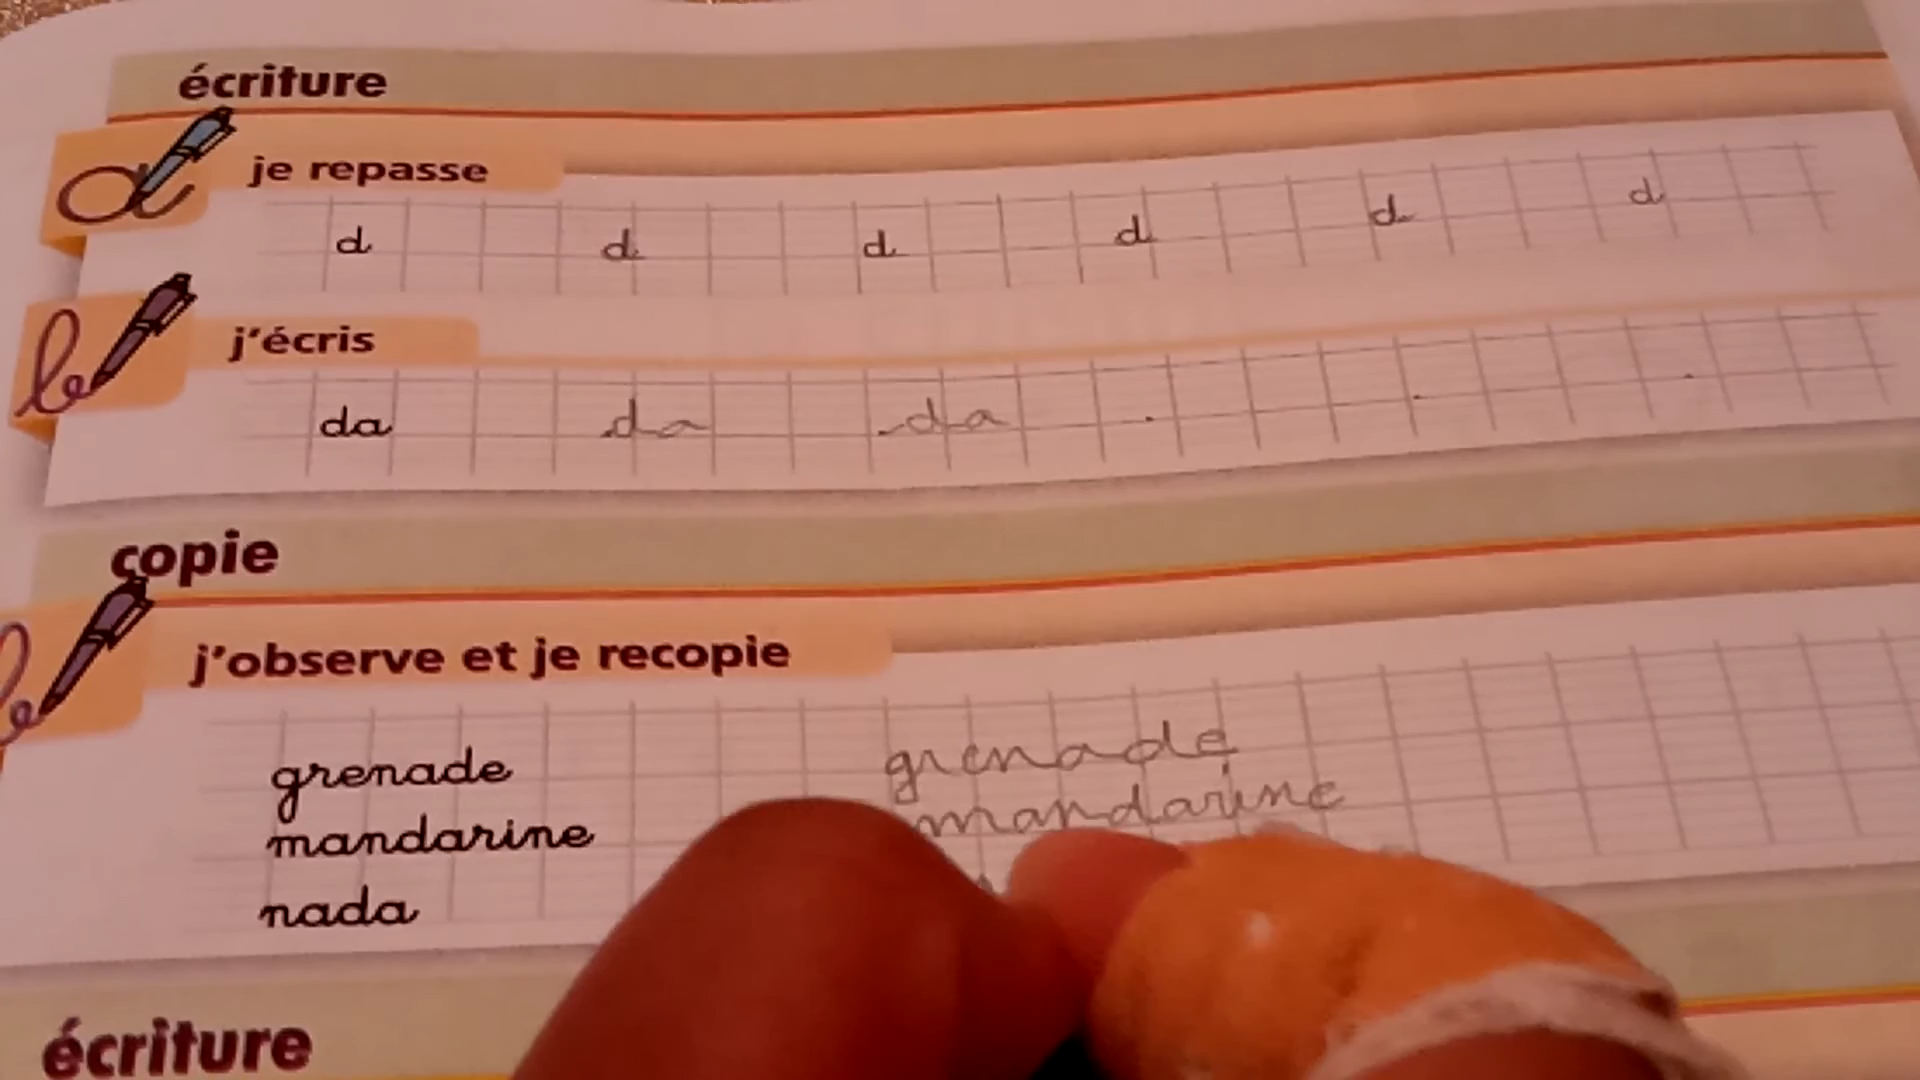 écriture
je repasse
d d d d d d
j'écris
da da da
copie
j'observe et je recopie
grenade grenade
mandarine mandarine
nada
écriture